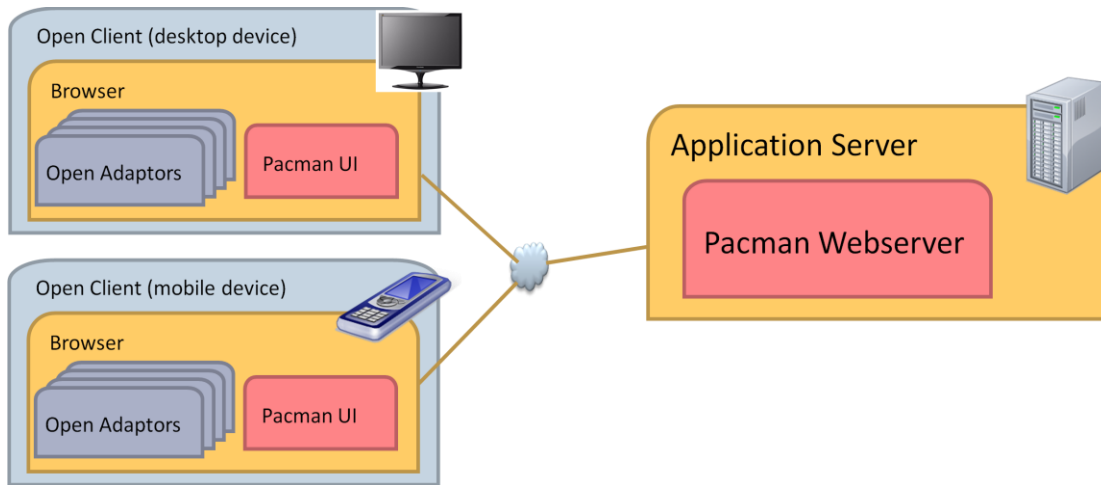 Open Client (desktop device)
Browser
Open Adaptors
Pacman UI
Open Client (mobile device)
Browser
Open Adaptors
Pacman UI
Application Server
Pacman Webserver